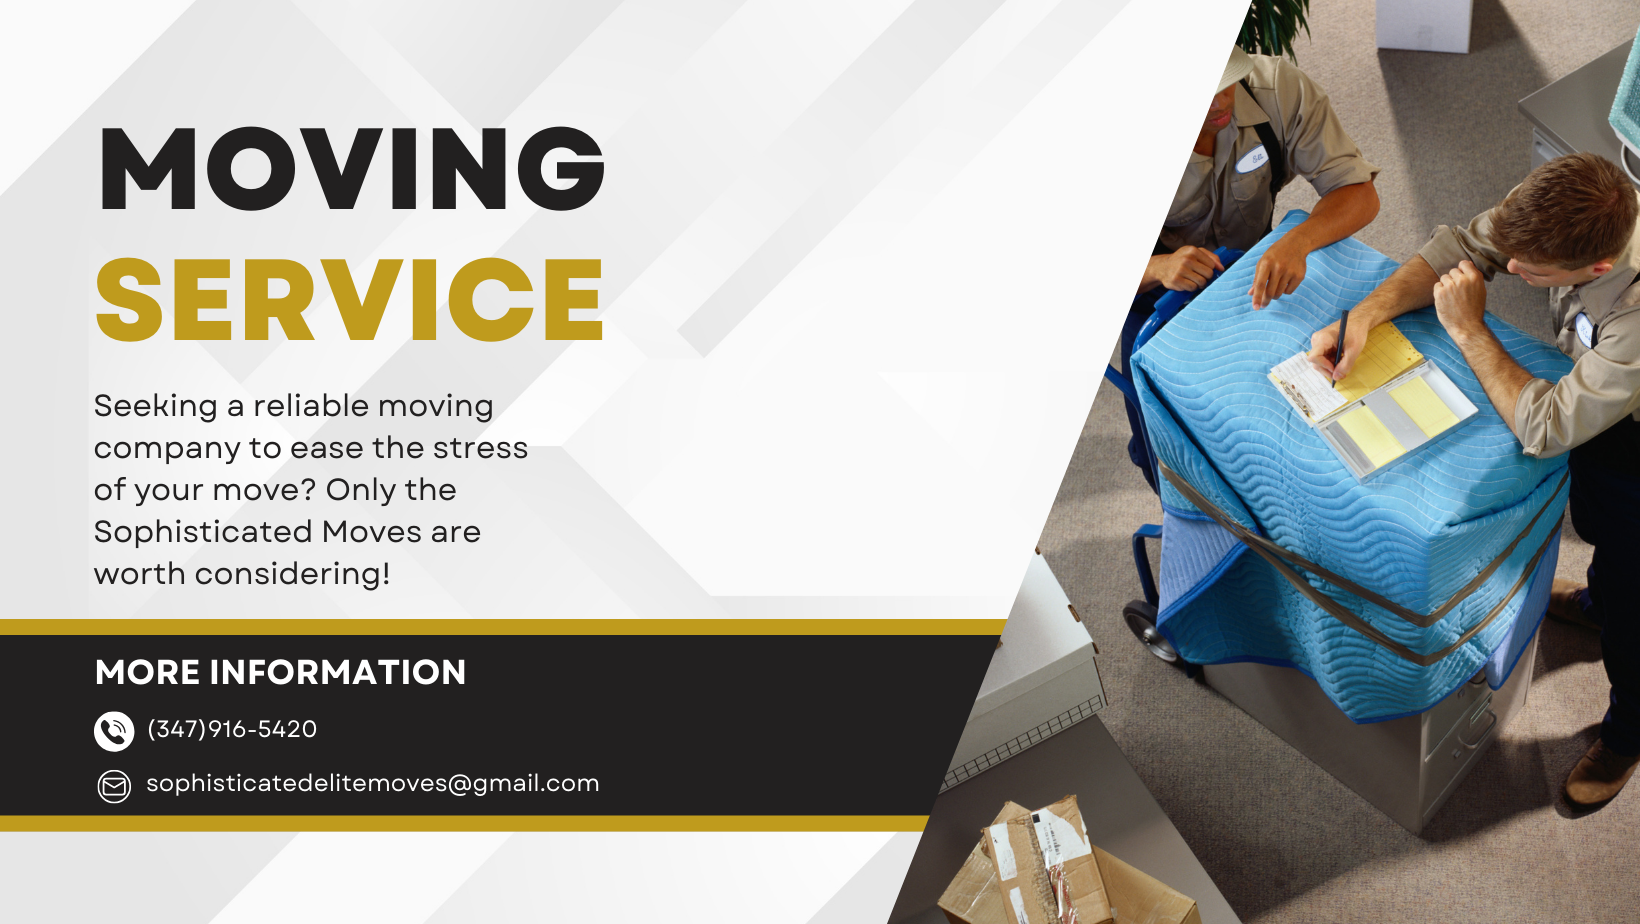 MOVING
SERVICE
Seeking a reliable moving
company to ease the stress
of your move? Only the
Sophisticated Moves are
worth considering!
MORE INFORMATION
(347)916-5420
sophisticatedelitemoves@gmail.com